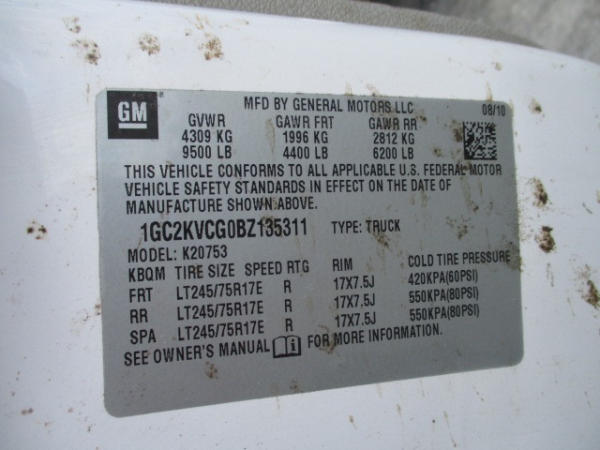 GM
MFD BY GENERAL MOTORS LLC 08/10
GVWR GAWR FRT GAWR RR
4309 KG 1996 KG 2812 KG
9500 LB 4400 LB 6200 LB
THIS VEHICLE CONFORMS TO ALL APPLICABLE U.S. FEDERAL MOTOR
VEHICLE SAFETY STANDARDS IN EFFECT ON THE DATE OF
MANUFACTURE SHOWN ABOVE.
1GC2KVCG0BZ135311 TYPE: TRUCK
MODEL: K20753
KBQM TIRE SIZE SPEED RTG RIM COLD TIRE PRESSURE
FRT LT245/75R17E R 17X7.5J 420KPA(60PSI)
RR LT245/75R17E R 17X7.5J 550KPA(80PSI)
SPA LT245/75R17E R 17X7.5J 550KPA(80PSI)
SEE OWNER'S MANUAL FOR MORE INFORMATION.